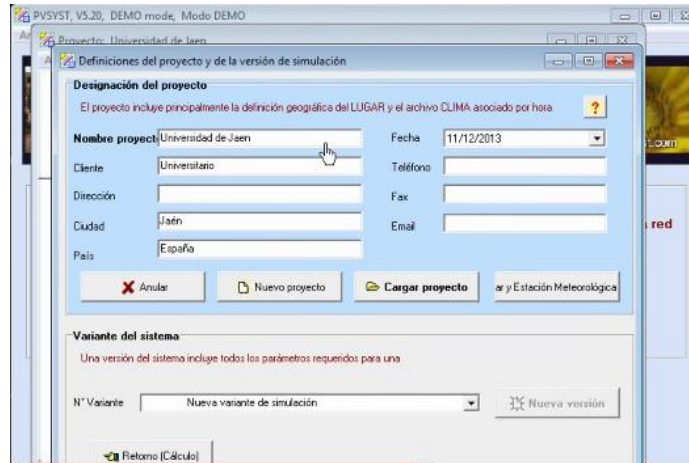 PVSYST, V5.20, DEMO mode, Modo DEMO
Proyecto: Universidad de Jaen
Definiciones del proyecto y de la versión de simulación
Designación del proyecto
El proyecto incluye principalmente la definición geográfica del LUGAR y el archivo CLIMA asociado por hora
?
Nombre proyect Universidad de Jaen Fecha 11/12/2013
Cliente Universitario Teléfono
Dirección Fax
st.com
Ciudad Jaén Email
red
País España
Anular Nuevo proyecto Cargar proyecto ar y Estación Meteorológica
Variante del sistema
Una versión del sistema incluye todos los parámetros requeridos para una
N° Variante Nueva variante de simulación Nueva versión
Retorno (Cálculo)